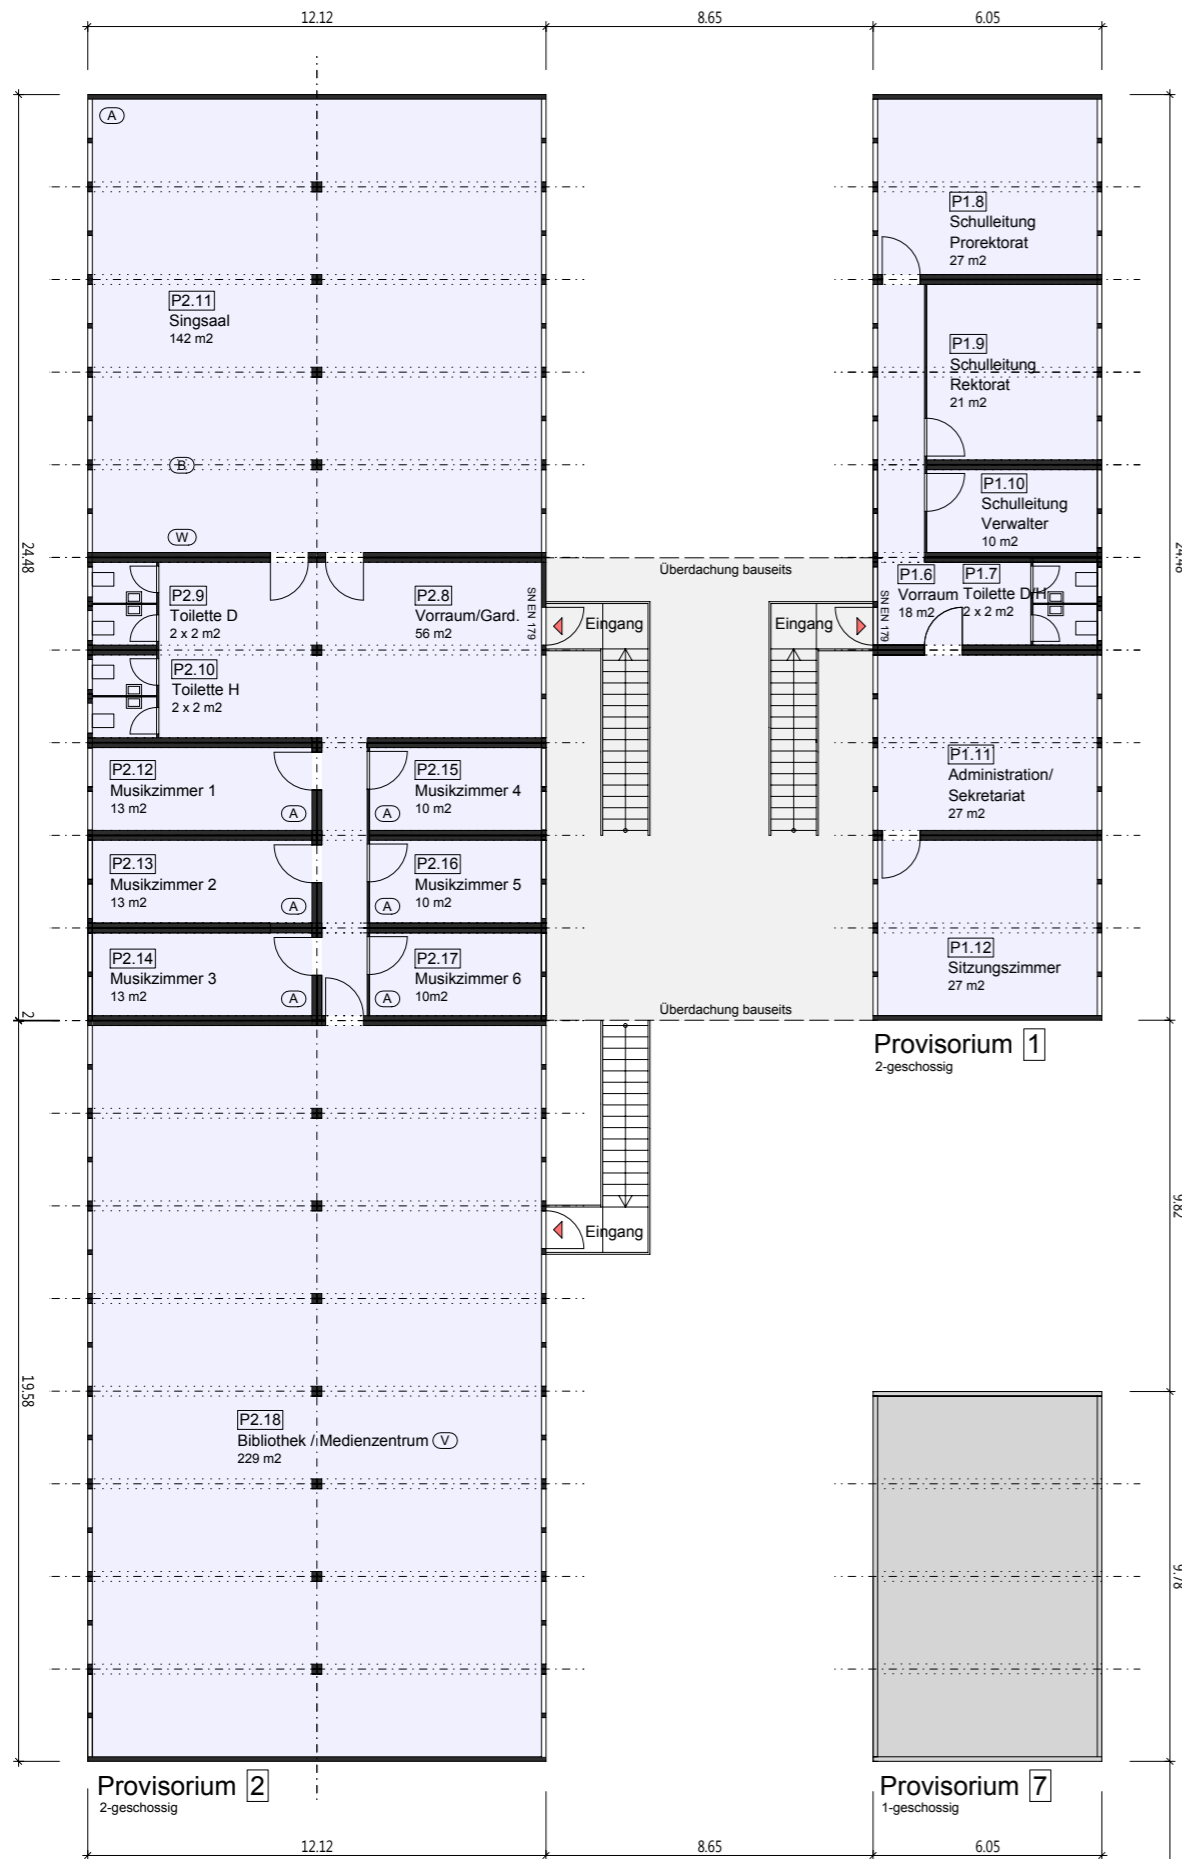 12.12
8.65
6.05
A
P2.11
Singsaal
142 m2
B
W
P1.8
Schulleitung
Prorektorat
27 m2
P1.9
Schulleitung
Rektorat
21 m2
P1.10
Schulleitung
Verwalter
10 m2
24.48
24.48
P2.9
Toilette D
2 x 2 m2
P2.8
Vorraum/Gard.
56 m2
SN EN 179
Überdachung bauseits
Eingang
Eingang
SN EN 179
P1.6
Vorraum
18 m2
P1.7
Toilette D/H
2 x 2 m2
P2.10
Toilette H
2 x 2 m2
P2.12
Musikzimmer 1
13 m2
A
P2.15
Musikzimmer 4
10 m2
A
P1.11
Administration/
Sekretariat
27 m2
P2.13
Musikzimmer 2
13 m2
A
P2.16
Musikzimmer 5
10 m2
A
P2.14
Musikzimmer 3
13 m2
A
P2.17
Musikzimmer 6
10m2
A
P1.12
Sitzungszimmer
27 m2
2
Überdachung bauseits
Provisorium 1
2-geschossig
Eingang
9.82
19.58
P2.18
Bibliothek / Medienzentrum V
229 m2
9.78
Provisorium 2
2-geschossig
Provisorium 7
1-geschossig
12.12
8.65
6.05